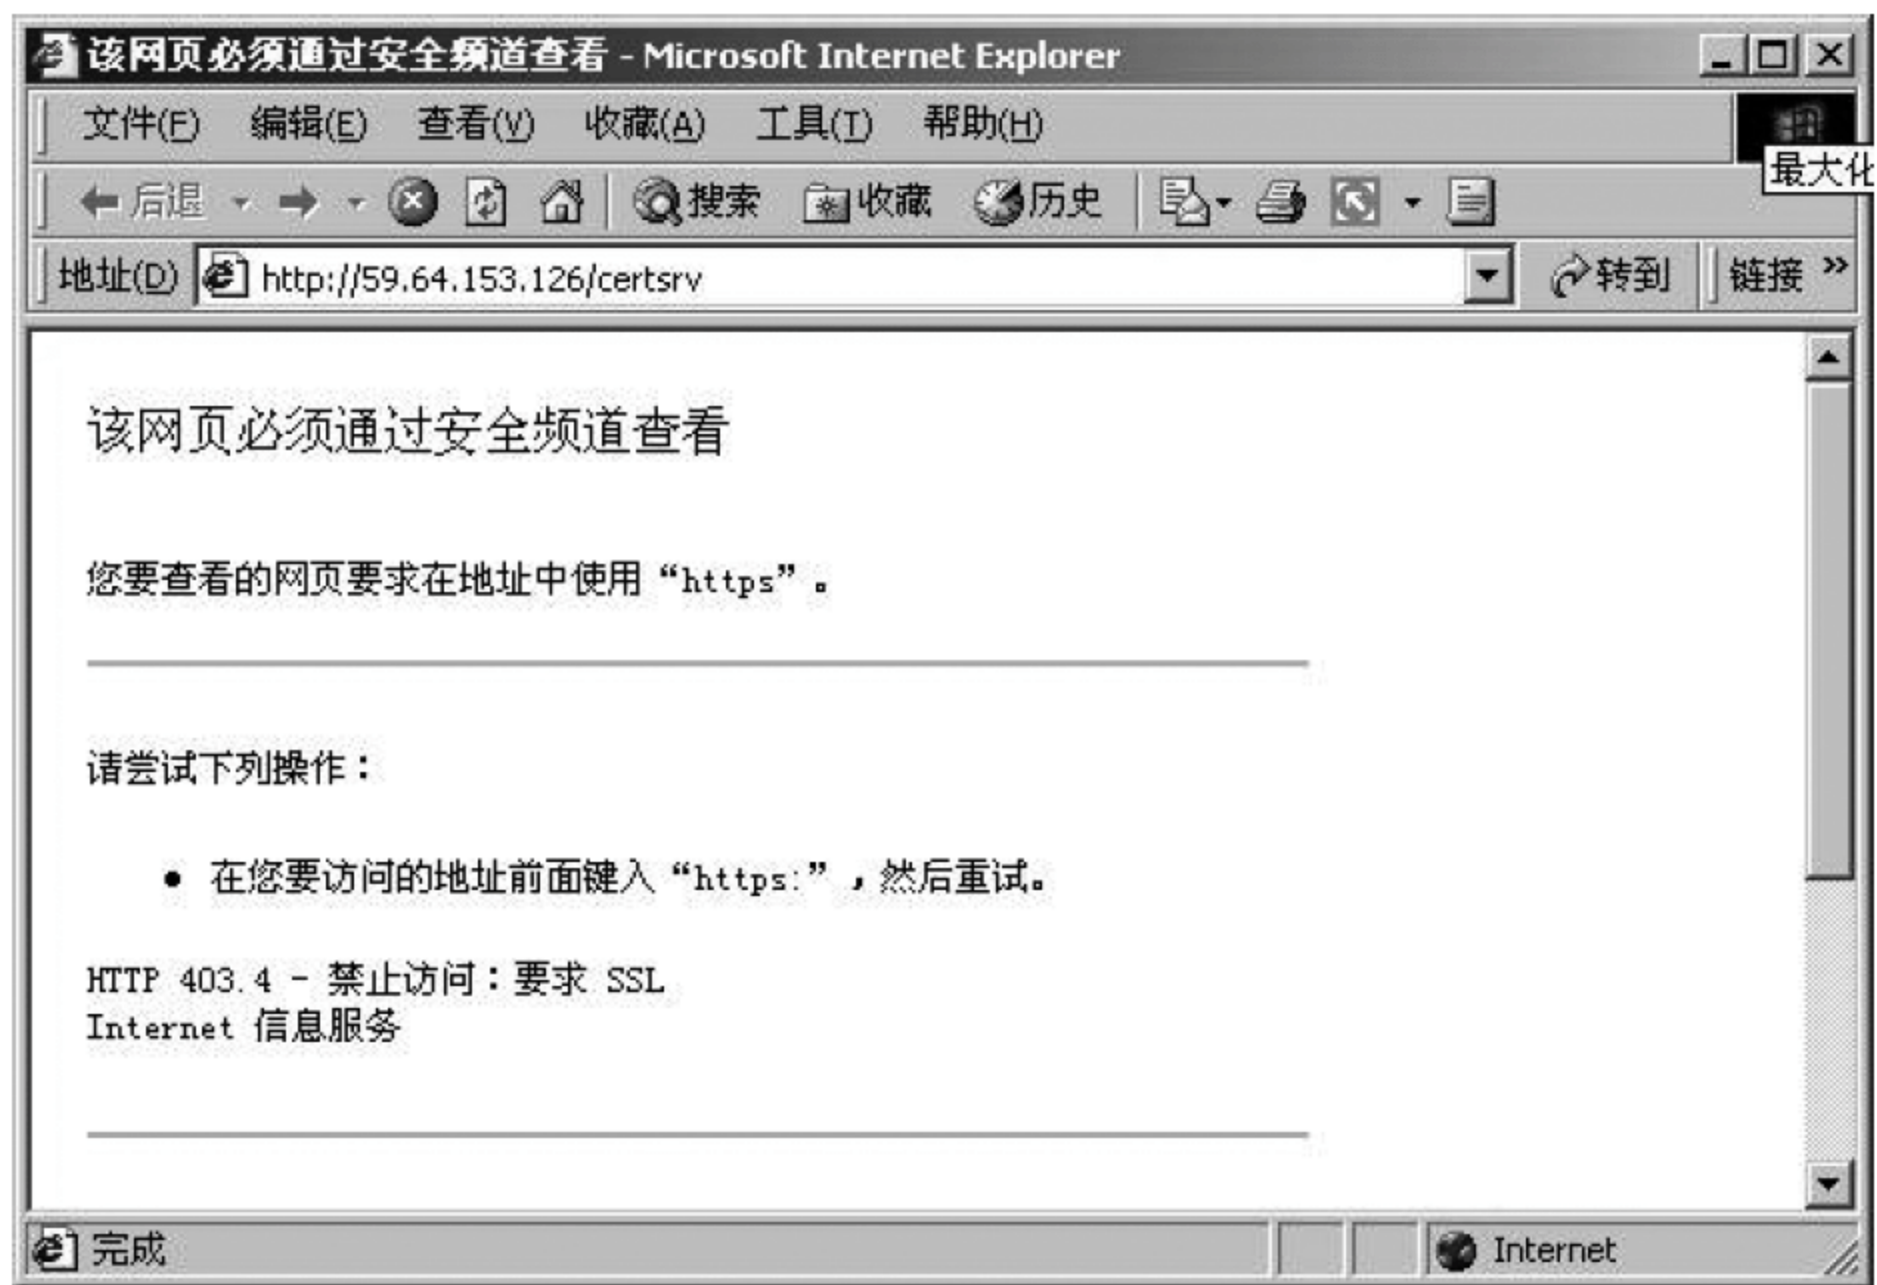 该网页必须通过安全频道查看 - Microsoft Internet Explorer
文件(F) 编辑(E) 查看(V) 收藏(A) 工具(T) 帮助(H)
最大化
后退 搜索 收藏 历史
地址(D) http://59.64.153.126/certsrv 转到 链接 »
该网页必须通过安全频道查看
您要查看的网页要求在地址中使用“https”。
请尝试下列操作：
• 在您要访问的地址前面键入“https:”，然后重试。
HTTP 403.4 - 禁止访问：要求 SSL
Internet 信息服务
完成 Internet